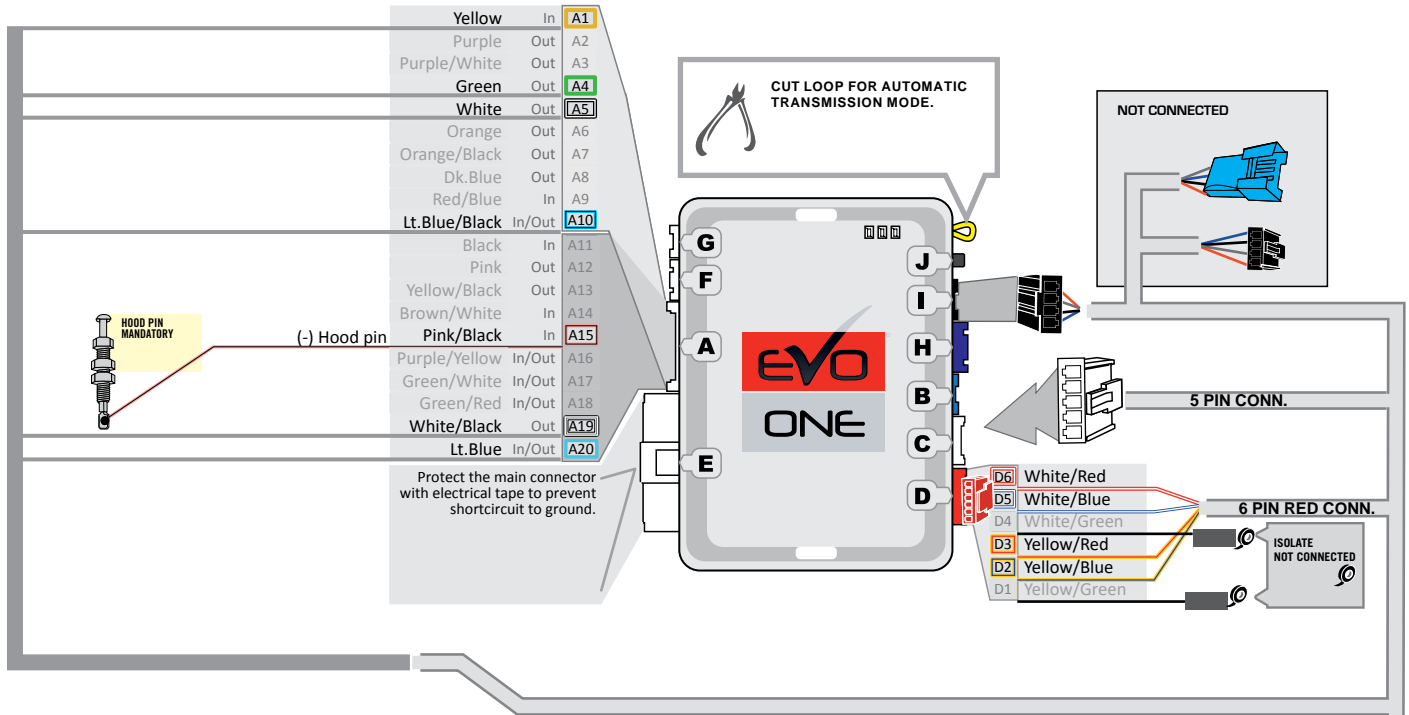 Yellow In A1
Purple Out A2
Purple/White Out A3
Green Out A4
White Out A5
Orange Out A6
Orange/Black Out A7
Dk.Blue Out A8
Red/Blue In A9
Lt.Blue/Black In/Out A10
Black In A11
Pink Out A12
Yellow/Black Out A13
Brown/White In A14
(-) Hood pin Pink/Black In A15
Purple/Yellow In/Out A16
Green/White In/Out A17
Green/Red In/Out A18
White/Black Out A19
Lt.Blue In/Out A20
HOOD PIN
MANDATORY
Protect the main connector
with electrical tape to prevent
shortcircuit to ground.
CUT LOOP FOR AUTOMATIC
TRANSMISSION MODE.
NOT CONNECTED
G
F
A
E
J
I
H
B
C
D
EVO
ONE
5 PIN CONN.
D6 White/Red
D5 White/Blue
D4 White/Green
D3 Yellow/Red
D2 Yellow/Blue
D1 Yellow/Green
6 PIN RED CONN.
ISOLATE
NOT CONNECTED